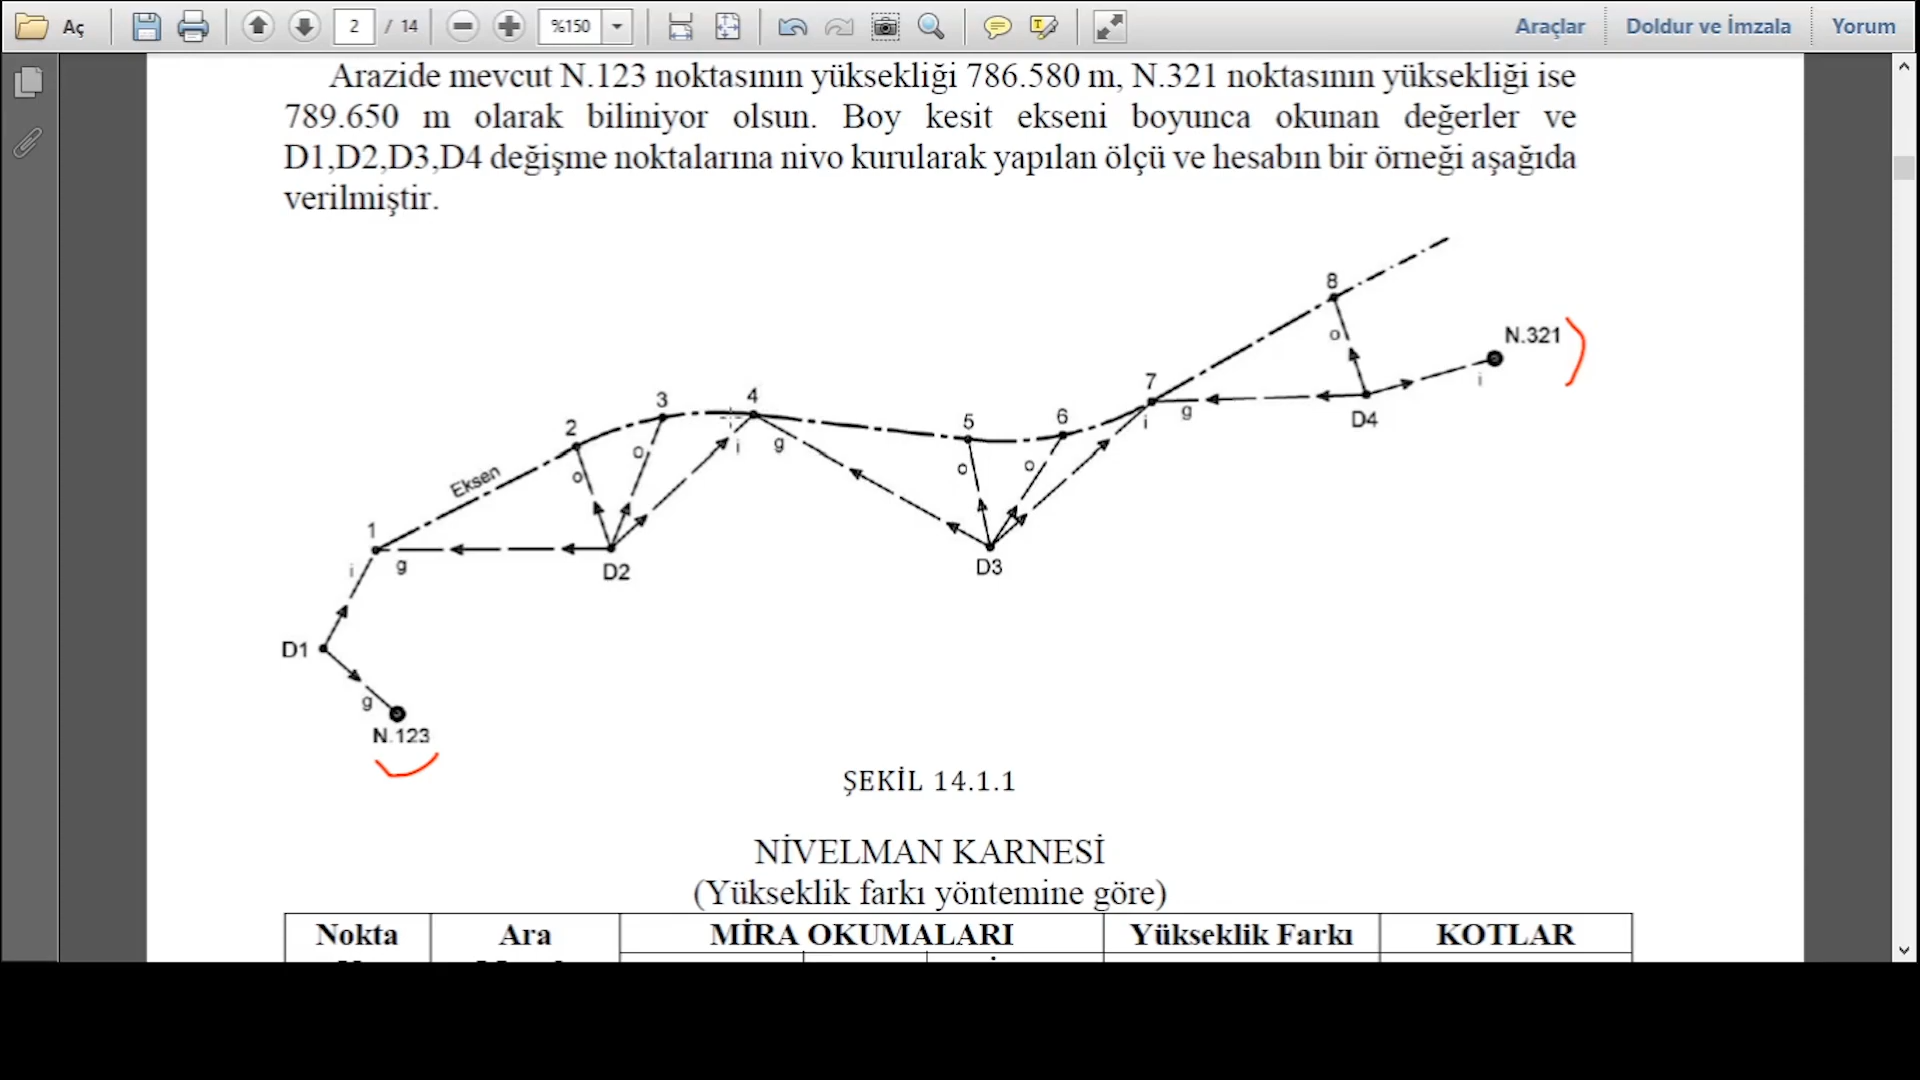 Aç 2 / 14 %150 Araçlar Doldur ve İmzala Yorum
Arazide mevcut N.123 noktasının yüksekliği 786.580 m, N.321 noktasının yüksekliği ise
789.650 m olarak biliniyor olsun. Boy kesit ekseni boyunca okunan değerler ve
D1,D2,D3,D4 değişme noktalarına nivo kurularak yapılan ölçü ve hesabın bir örneği aşağıda
verilmiştir.
8
o
N.321
i
7
4
3
g
i
D4
6
5
2
o
i
g
o
o
o
Eksen
1
i
g
D2
D3
D1
g
N.123
ŞEKİL 14.1.1
NİVELMAN KARNESİ
(Yükseklik farkı yöntemine göre)
Nokta Ara MİRA OKUMALARI Yükseklik Farkı KOTLAR